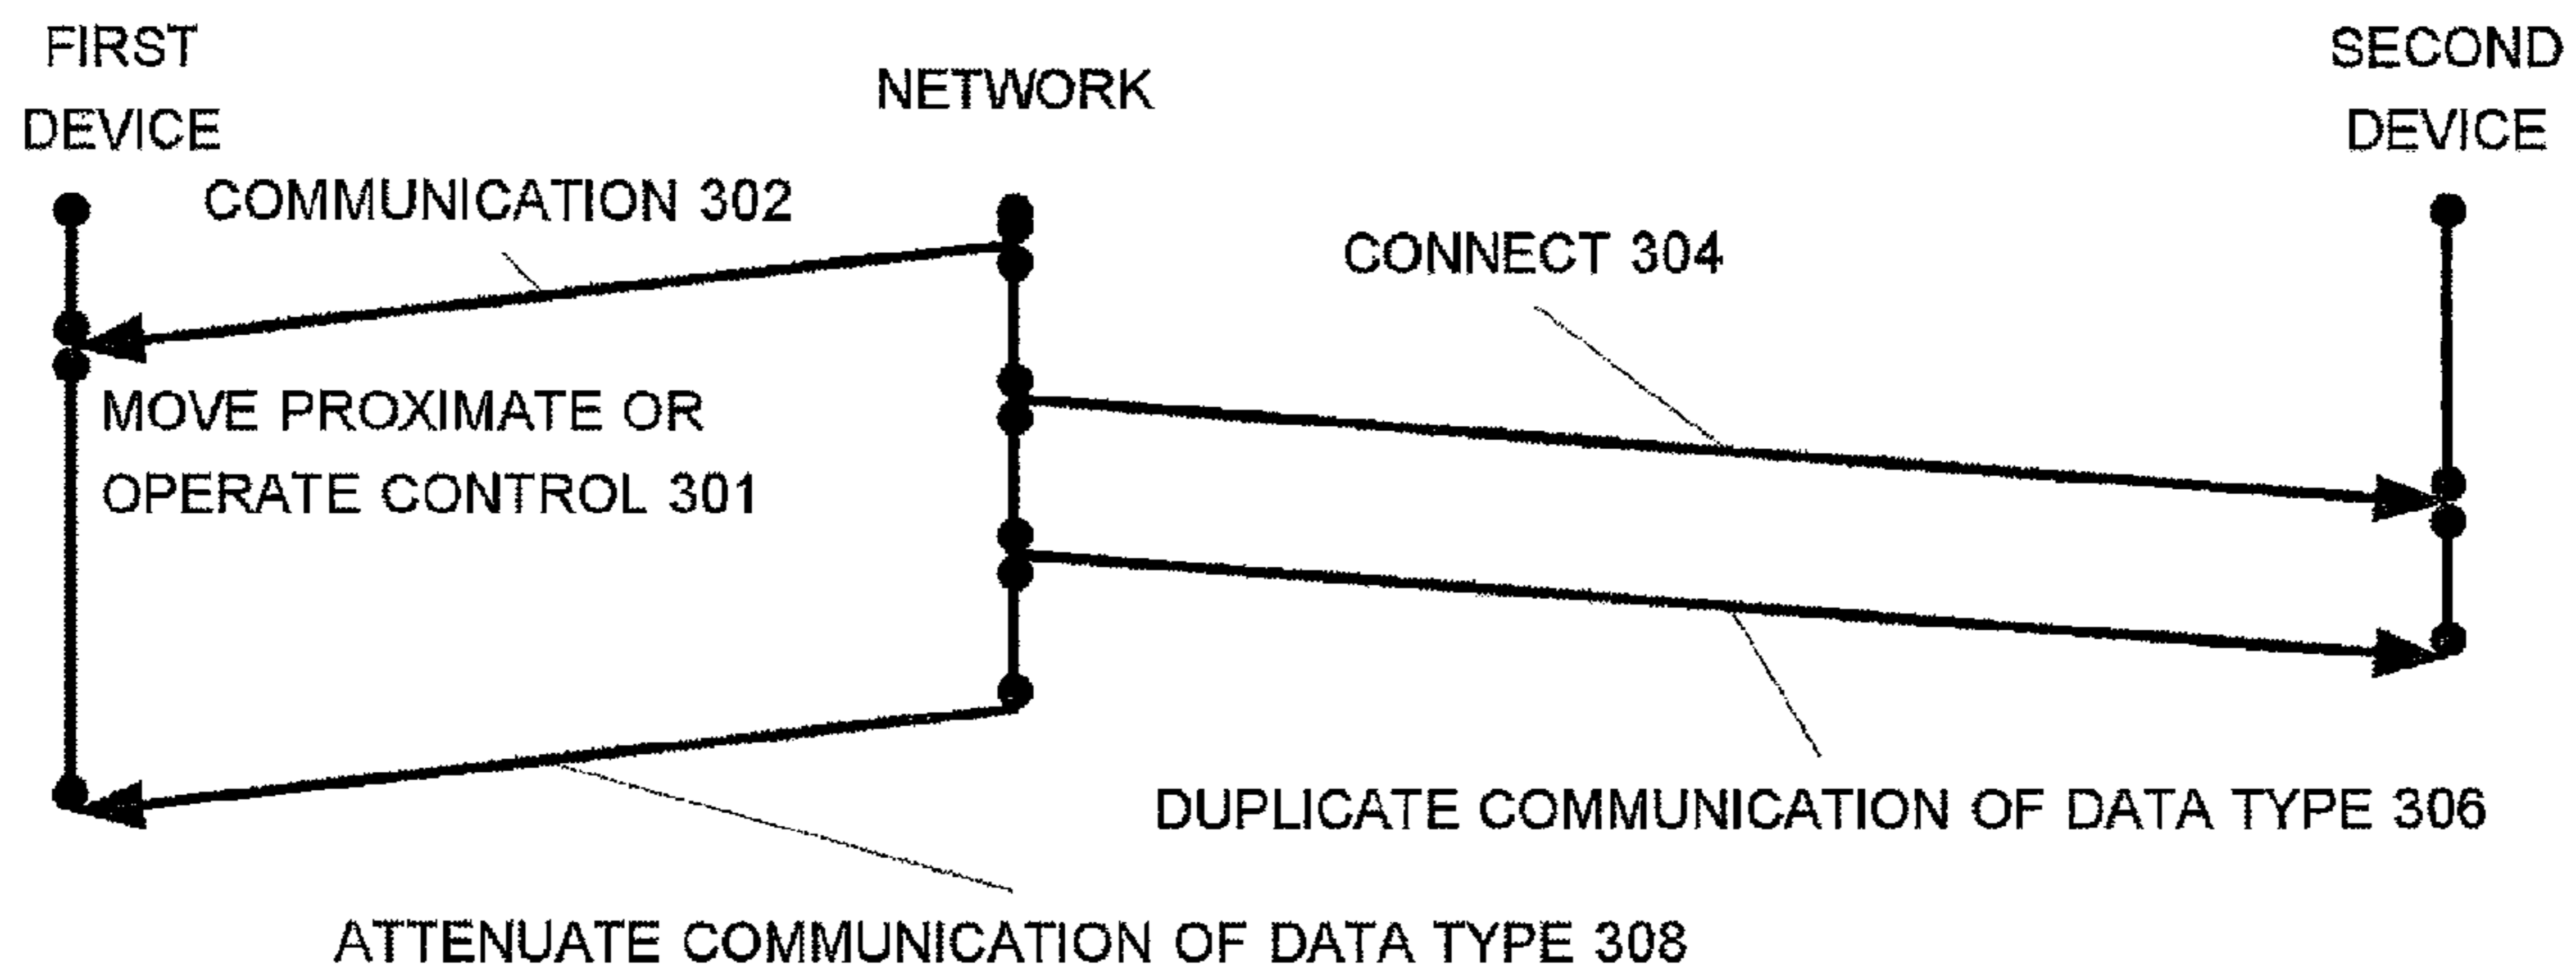 FIRST
DEVICE
NETWORK
SECOND
DEVICE
COMMUNICATION 302
CONNECT 304
MOVE PROXIMATE OR
OPERATE CONTROL 301
DUPLICATE COMMUNICATION OF DATA TYPE 306
ATTENUATE COMMUNICATION OF DATA TYPE 308